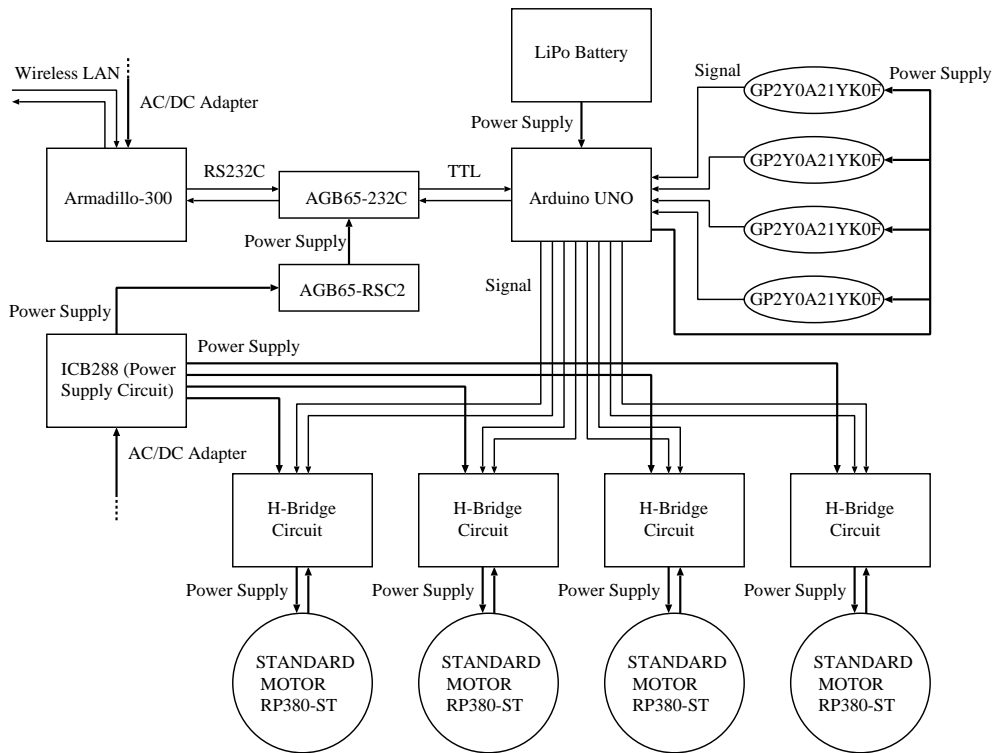 LiPo Battery
Wireless LAN
AC/DC Adapter
Signal
Power Supply
GP2Y0A21YK0F
Power Supply
RS232C
TTL
GP2Y0A21YK0F
Armadillo-300
AGB65-232C
Arduino UNO
GP2Y0A21YK0F
Power Supply
AGB65-RSC2
Signal
GP2Y0A21YK0F
Power Supply
Power Supply
ICB288 (Power
Supply Circuit)
AC/DC Adapter
H-Bridge
Circuit
H-Bridge
Circuit
H-Bridge
Circuit
H-Bridge
Circuit
Power Supply
Power Supply
Power Supply
Power Supply
STANDARD
MOTOR
RP380-ST
STANDARD
MOTOR
RP380-ST
STANDARD
MOTOR
RP380-ST
STANDARD
MOTOR
RP380-ST